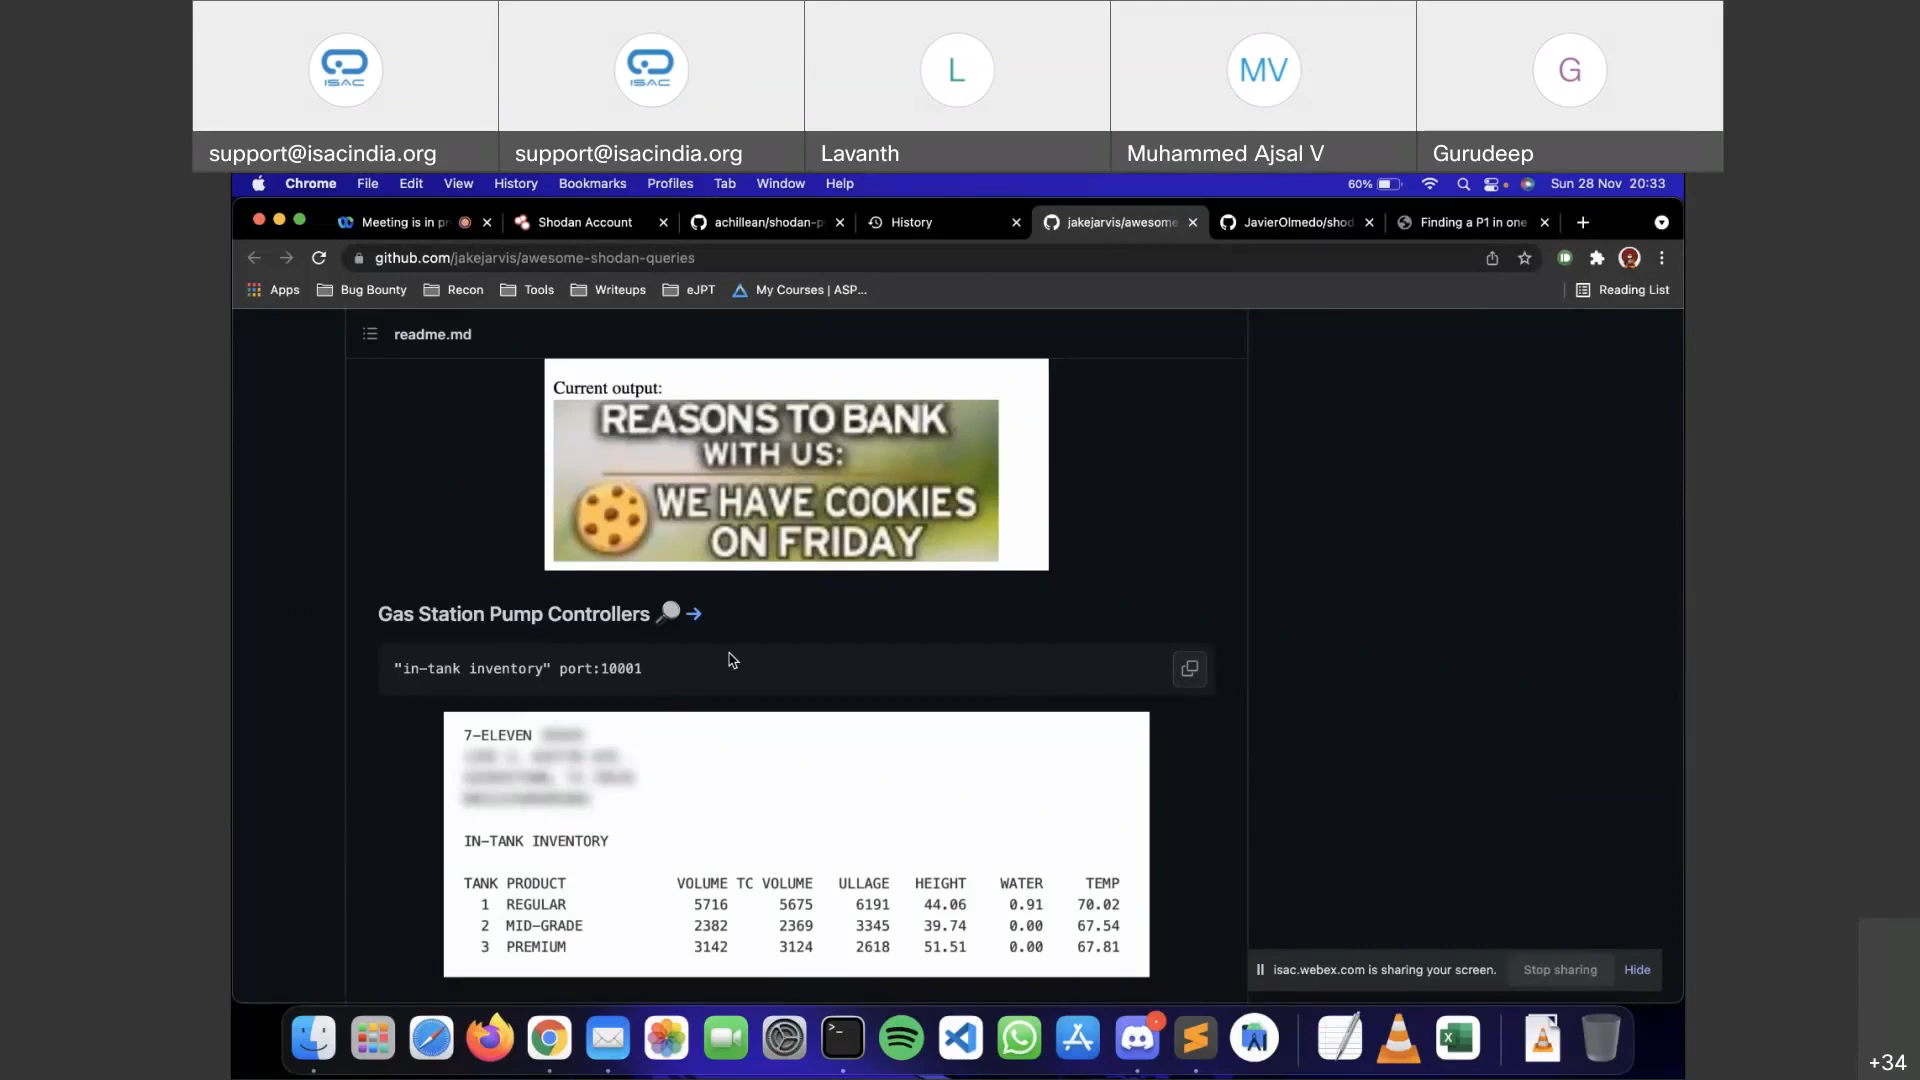 ISAC
ISAC
L
MV
G
support@isacindia.org
support@isacindia.org
Lavanth
Muhammed Ajsal V
Gurudeep
Chrome File Edit View History Bookmarks Profiles Tab Window Help
60% Sun 28 Nov 20:33
Meeting is in pr
Shodan Account
achillean/shodan-p
History
jakejarvis/awesome
JavierOlmedo/shod
Finding a P1 in one
github.com/jakejarvis/awesome-shodan-queries
Apps Bug Bounty Recon Tools Writeups eJPT My Courses | ASP... Reading List
readme.md
Current output:
REASONS TO BANK
WITH US:
WE HAVE COOKIES
ON FRIDAY
Gas Station Pump Controllers 🔎 →
"in-tank inventory" port:10001
7-ELEVEN
IN-TANK INVENTORY
TANK PRODUCT VOLUME TC VOLUME ULLAGE HEIGHT WATER TEMP
1 REGULAR 5716 5675 6191 44.06 0.91 70.02
2 MID-GRADE 2382 2369 3345 39.74 0.00 67.54
3 PREMIUM 3142 3124 2618 51.51 0.00 67.81
isac.webex.com is sharing your screen. Stop sharing Hide
+34